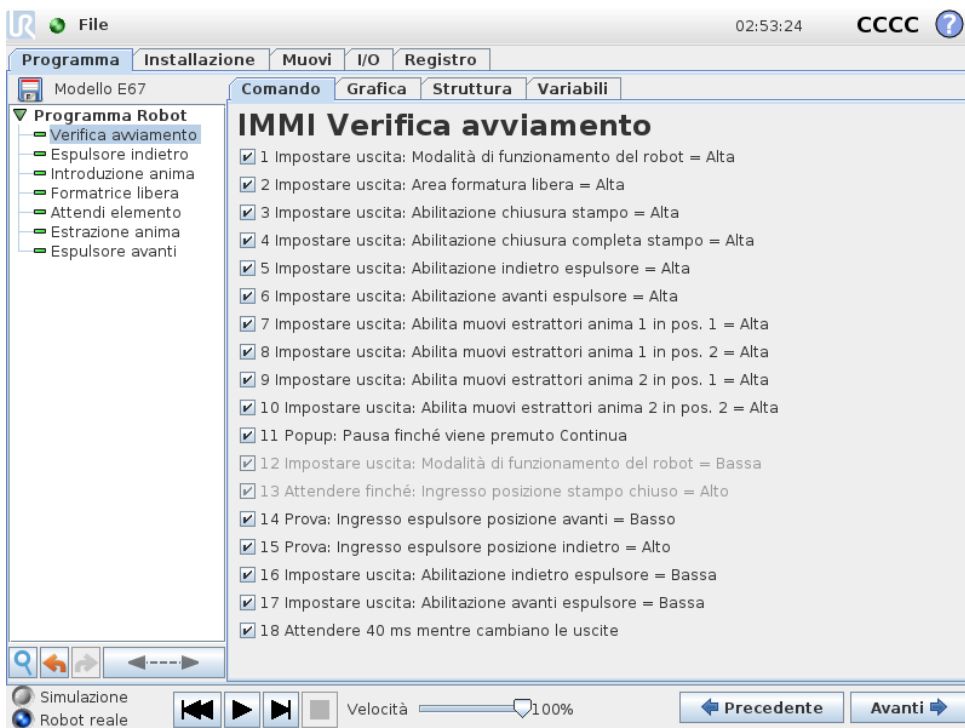 UR File 02:53:24 CCCC ?
Programma Installazione Muovi I/O Registro
Modello E67 Comando Grafica Struttura Variabili
Programma Robot
Verifica avviamento
Espulsore indietro
Introduzione anima
Formatrice libera
Attendi elemento
Estrazione anima
Espulsore avanti
IMMI Verifica avviamento
1 Impostare uscita: Modalità di funzionamento del robot = Alta
2 Impostare uscita: Area formatura libera = Alta
3 Impostare uscita: Abilitazione chiusura stampo = Alta
4 Impostare uscita: Abilitazione chiusura completa stampo = Alta
5 Impostare uscita: Abilitazione indietro espulsore = Alta
6 Impostare uscita: Abilitazione avanti espulsore = Alta
7 Impostare uscita: Abilita muovi estrattori anima 1 in pos. 1 = Alta
8 Impostare uscita: Abilita muovi estrattori anima 1 in pos. 2 = Alta
9 Impostare uscita: Abilita muovi estrattori anima 2 in pos. 1 = Alta
10 Impostare uscita: Abilita muovi estrattori anima 2 in pos. 2 = Alta
11 Popup: Pausa finché viene premuto Continua
12 Impostare uscita: Modalità di funzionamento del robot = Bassa
13 Attendere finché: Ingresso posizione stampo chiuso = Alto
14 Prova: Ingresso espulsore posizione avanti = Basso
15 Prova: Ingresso espulsore posizione indietro = Alto
16 Impostare uscita: Abilitazione indietro espulsore = Bassa
17 Impostare uscita: Abilitazione avanti espulsore = Bassa
18 Attendere 40 ms mentre cambiano le uscite
Simulazione
Robot reale
Velocità 100% Precedente Avanti